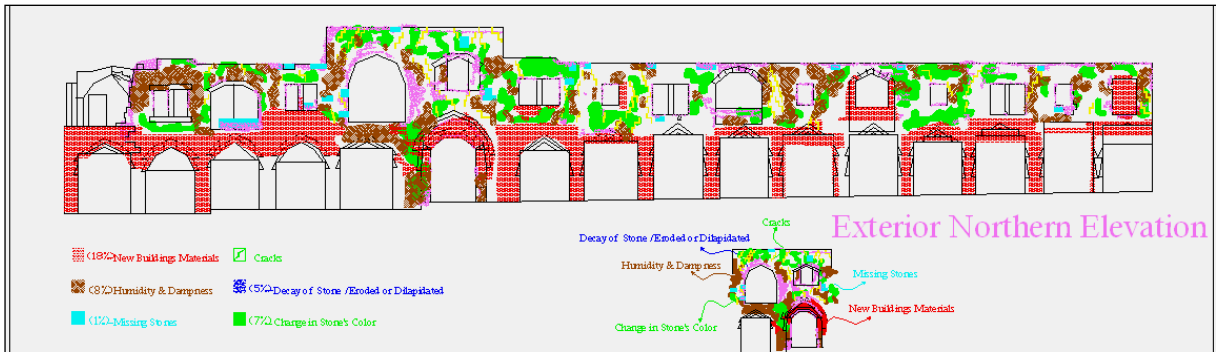 Exterior Northern Elevation
(18%)-New Buildings Materials
Cracks
(8%)-Humidity & Dampness
(5%)-Decay of Stone /Eroded or Dilapidated
(1%)-Missing Stones
(7%)-Change in Stone's Color
Cracks
Decay of Stone /Eroded or Dilapidated
Humidity & Dampness
Missing Stones
Change in Stone's Color
New Buildings Materials